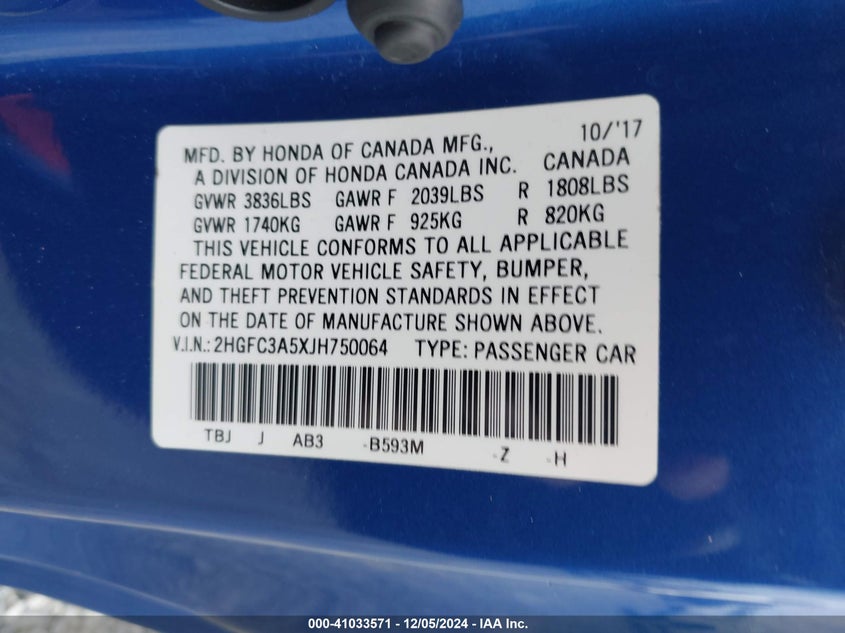 10/'17
MFD. BY HONDA OF CANADA MFG.,
A DIVISION OF HONDA CANADA INC. CANADA
GVWR 3836LBS GAWR F 2039LBS R 1808LBS
GVWR 1740KG GAWR F 925KG R 820KG
THIS VEHICLE CONFORMS TO ALL APPLICABLE
FEDERAL MOTOR VEHICLE SAFETY, BUMPER,
AND THEFT PREVENTION STANDARDS IN EFFECT
ON THE DATE OF MANUFACTURE SHOWN ABOVE.
V.I.N.: 2HGFC3A5XJH750064 TYPE: PASSENGER CAR
TBJ J AB3 -B593M -Z -H
000-41033571 - 12/05/2024 - IAA Inc.